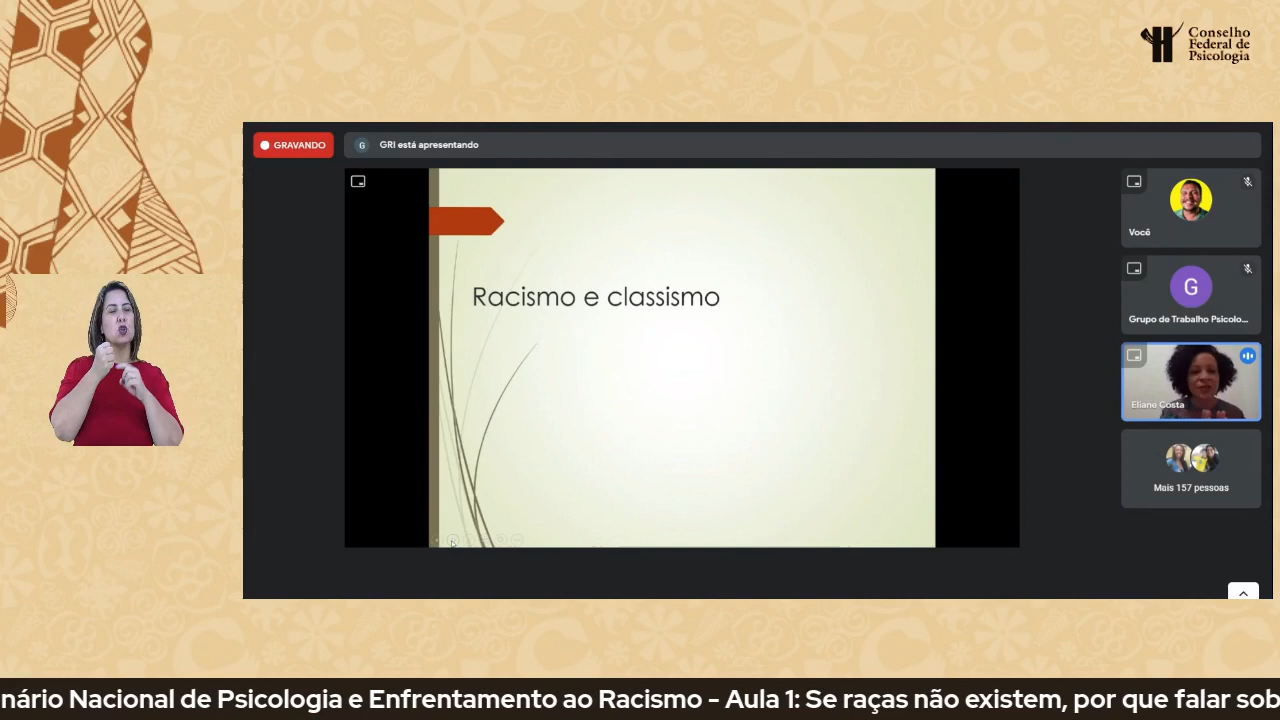 Conselho
Federal de
Psicologia
GRAVANDO
G
GRI está apresentando
Racismo e classismo
Você
G
Grupo de Trabalho Psicolo...
Eliane Costa
Mais 157 pessoas
nário Nacional de Psicologia e Enfrentamento ao Racismo - Aula 1: Se raças não existem, por que falar sob